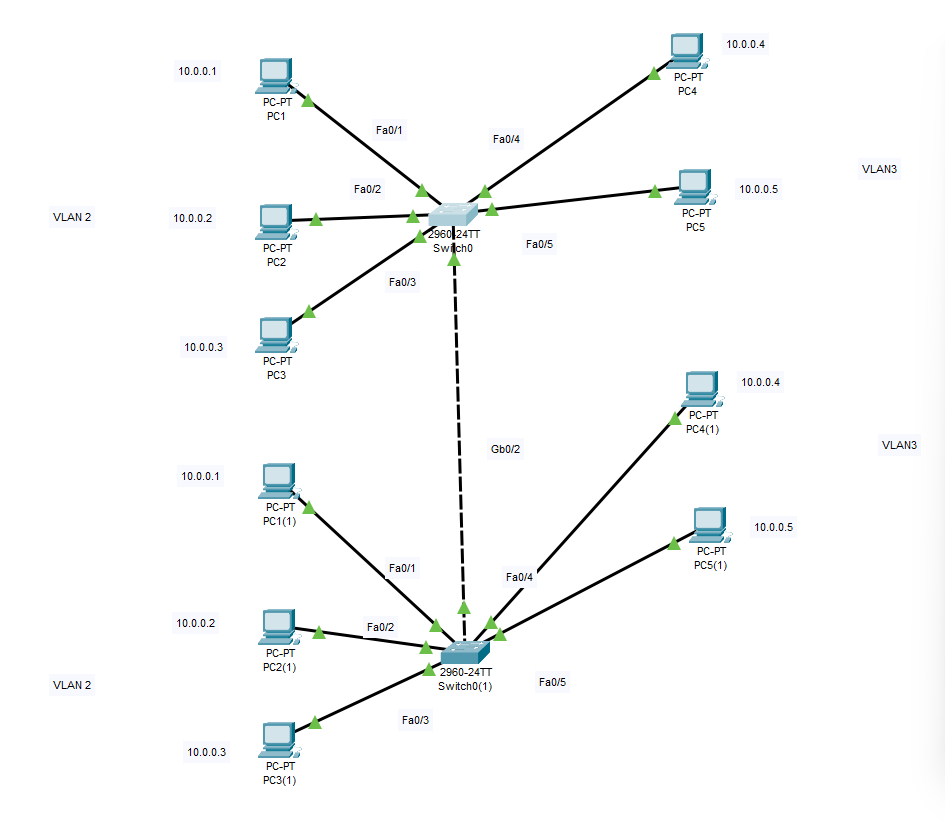 10.0.0.4
10.0.0.1
PC-PT
PC4
PC-PT
PC1
Fa0/1
Fa0/4
VLAN3
Fa0/2
10.0.0.5
VLAN 2
10.0.0.2
PC-PT
PC5
2960-24TT
Switch0
PC-PT
PC2
Fa0/5
Fa0/3
10.0.0.3
PC-PT
PC3
10.0.0.4
PC-PT
PC4(1)
Gb0/2
VLAN3
10.0.0.1
PC-PT
PC1(1)
10.0.0.5
PC-PT
PC5(1)
Fa0/1
Fa0/4
10.0.0.2
Fa0/2
PC-PT
PC2(1)
2960-24TT
Switch0(1)
VLAN 2
Fa0/5
Fa0/3
10.0.0.3
PC-PT
PC3(1)